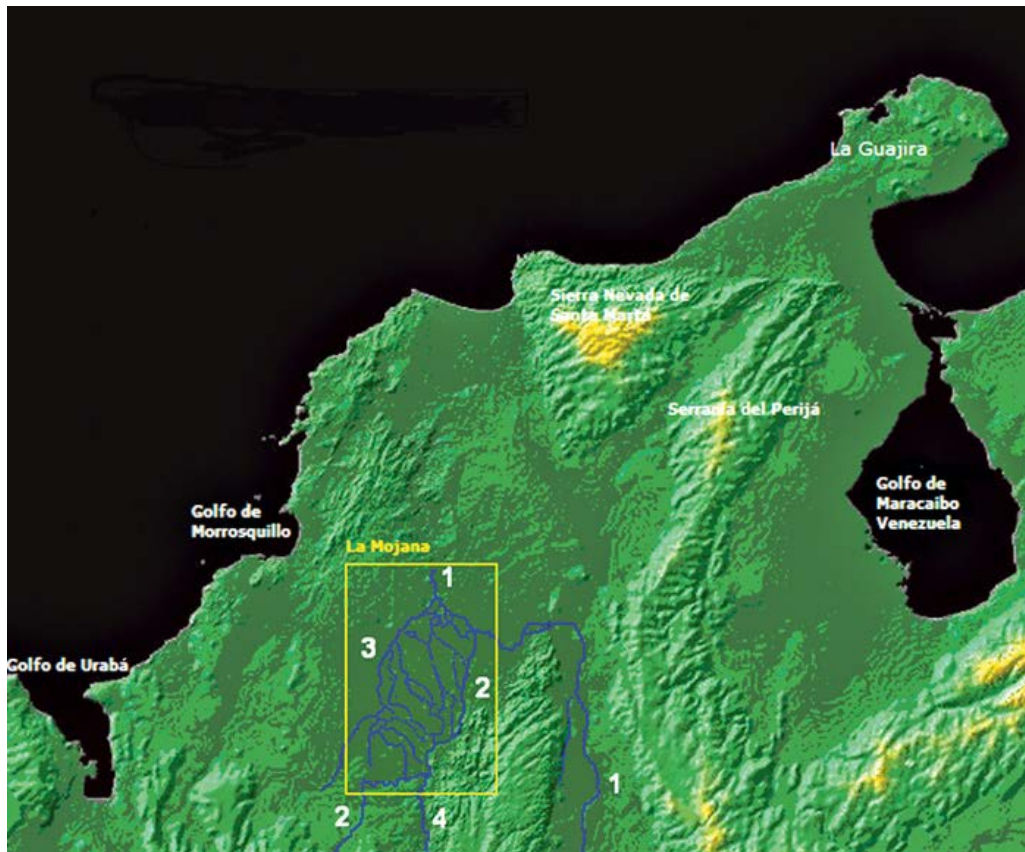 La Guajira
Sierra Nevada de
Santa Marta
Serranía del Perijá
Golfo de
Maracaibo
Venezuela
Golfo de
Morrosquillo
La Mojana
1
3
2
Golfo de Urabá
1
2
4